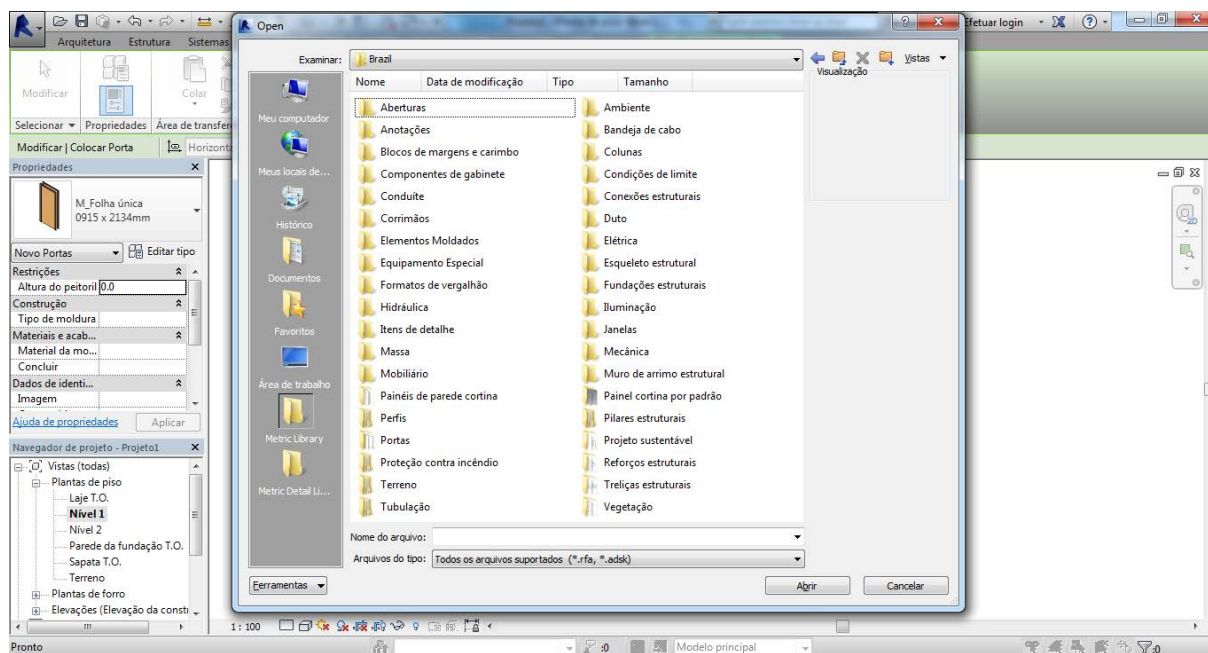 Open
Efetuar login
Arquitetura Estrutura Sistemas
Modificar
Colar
Selecionar Propriedades Área de transfer
Modificar | Colocar Porta Horizont
Propriedades
M_Folha única
0915 x 2134mm
Novo Portas Editar tipo
Restrições
Altura do peitoril 0.0
Construção
Tipo de moldura
Materiais e acab...
Material da mo...
Concluir
Dados de identi...
Imagem
Ajuda de propriedades Aplicar
Navegador de projeto - Projeto1
Vistas (todas)
Plantas de piso
Laje T.O.
Nível 1
Nível 2
Parede da fundação T.O.
Sapata T.O.
Terreno
Plantas de forro
Elevações (Elevação da constr
Examinar: Brazil Vistas
Visualização
Meu computador
Meus locais de...
Histórico
Documentos
Favoritos
Área de trabalho
Metric Library
Metric Detail Li...
Nome Data de modificação Tipo Tamanho
Aberturas Ambiente
Anotações Bandeja de cabo
Blocos de margens e carimbo Colunas
Componentes de gabinete Condições de limite
Conduíte Conexões estruturais
Corrimãos Duto
Elementos Moldados Elétrica
Equipamento Especial Esqueleto estrutural
Formatos de vergalhão Fundações estruturais
Hidráulica Iluminação
Itens de detalhe Janelas
Massa Mecânica
Mobiliário Muro de arrimo estrutural
Painéis de parede cortina Painel cortina por padrão
Perfis Pilares estruturais
Portas Projeto sustentável
Proteção contra incêndio Reforços estruturais
Terreno Treliças estruturais
Tubulação Vegetação
Nome do arquivo:
Arquivos do tipo: Todos os arquivos suportados (*.rfa, *.adsk)
Ferramentas Abrir Cancelar
2D
1 : 100
Pronto :0 Modelo principal :0